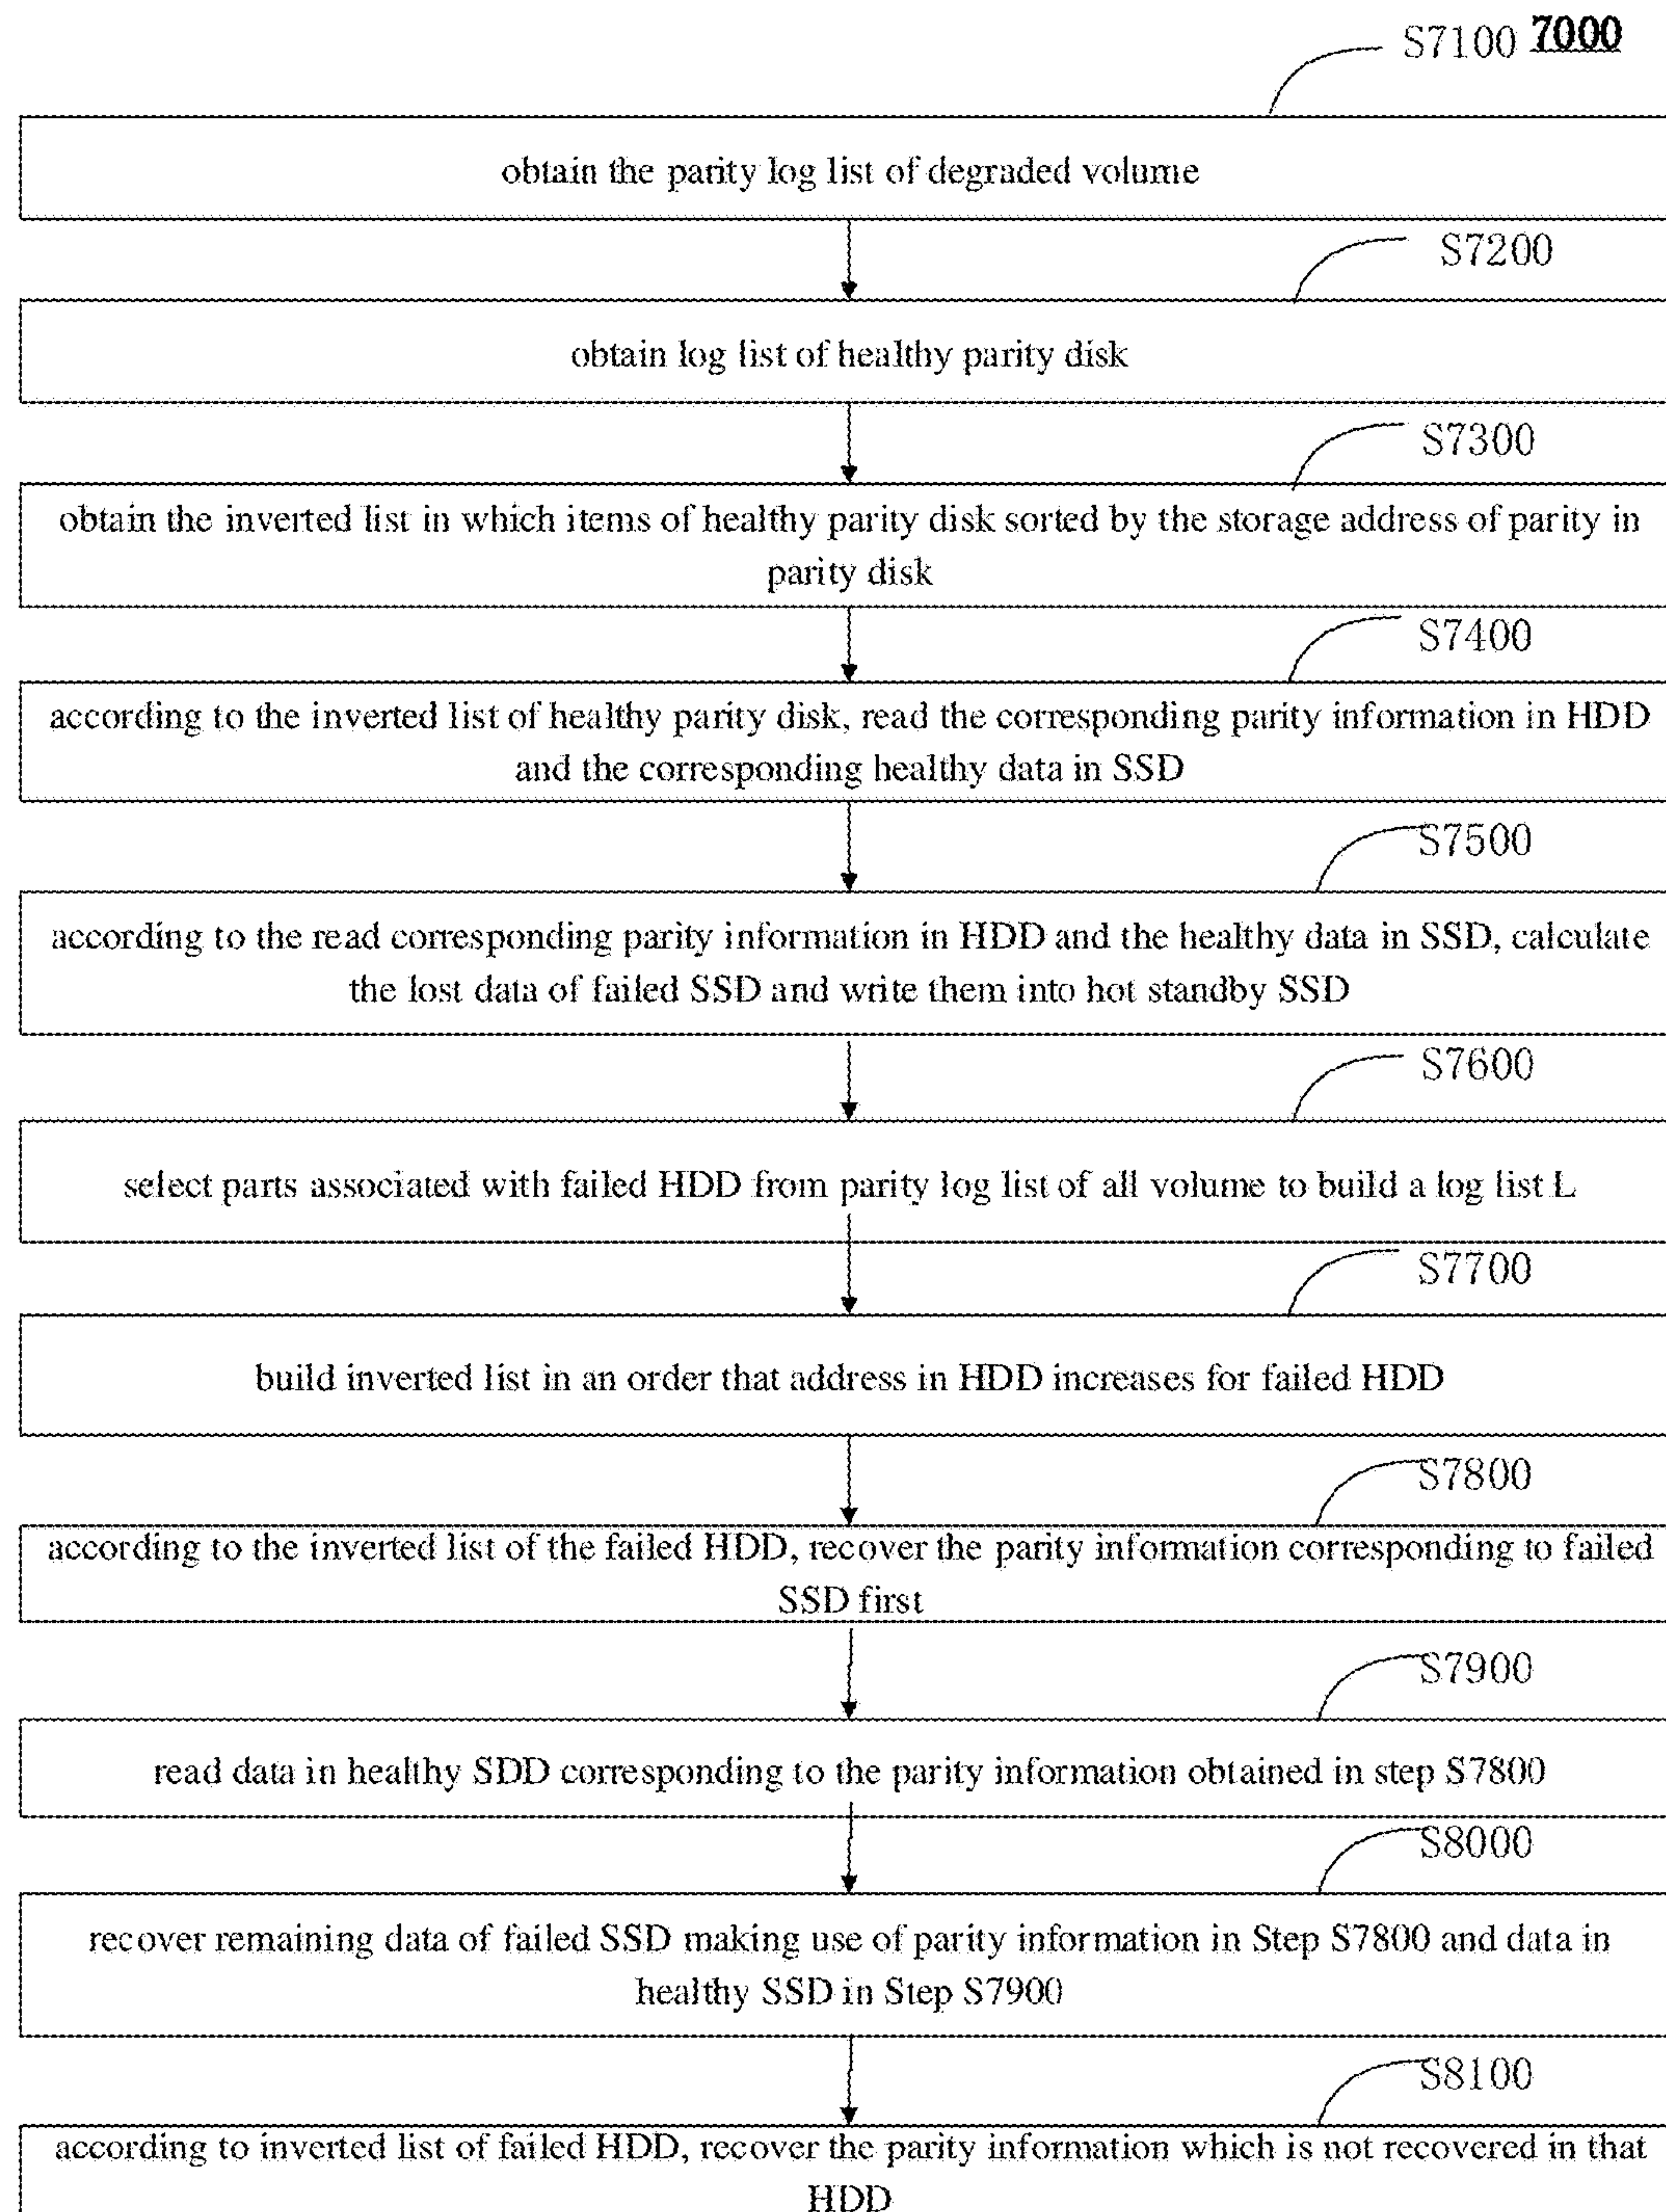 S7100 7000
obtain the parity log list of degraded volume
S7200
obtain log list of healthy parity disk
S7300
obtain the inverted list in which items of healthy parity disk sorted by the storage address of parity in
parity disk
S7400
according to the inverted list of healthy parity disk, read the corresponding parity information in HDD
and the corresponding healthy data in SSD
S7500
according to the read corresponding parity information in HDD and the healthy data in SSD, calculate
the lost data of failed SSD and write them into hot standby SSD
S7600
select parts associated with failed HDD from parity log list of all volume to build a log list L
S7700
build inverted list in an order that address in HDD increases for failed HDD
S7800
according to the inverted list of the failed HDD, recover the parity information corresponding to failed
SSD first
S7900
read data in healthy SDD corresponding to the parity information obtained in step S7800
S8000
recover remaining data of failed SSD making use of parity information in Step S7800 and data in
healthy SSD in Step S7900
S8100
according to inverted list of failed HDD, recover the parity information which is not recovered in that
HDD